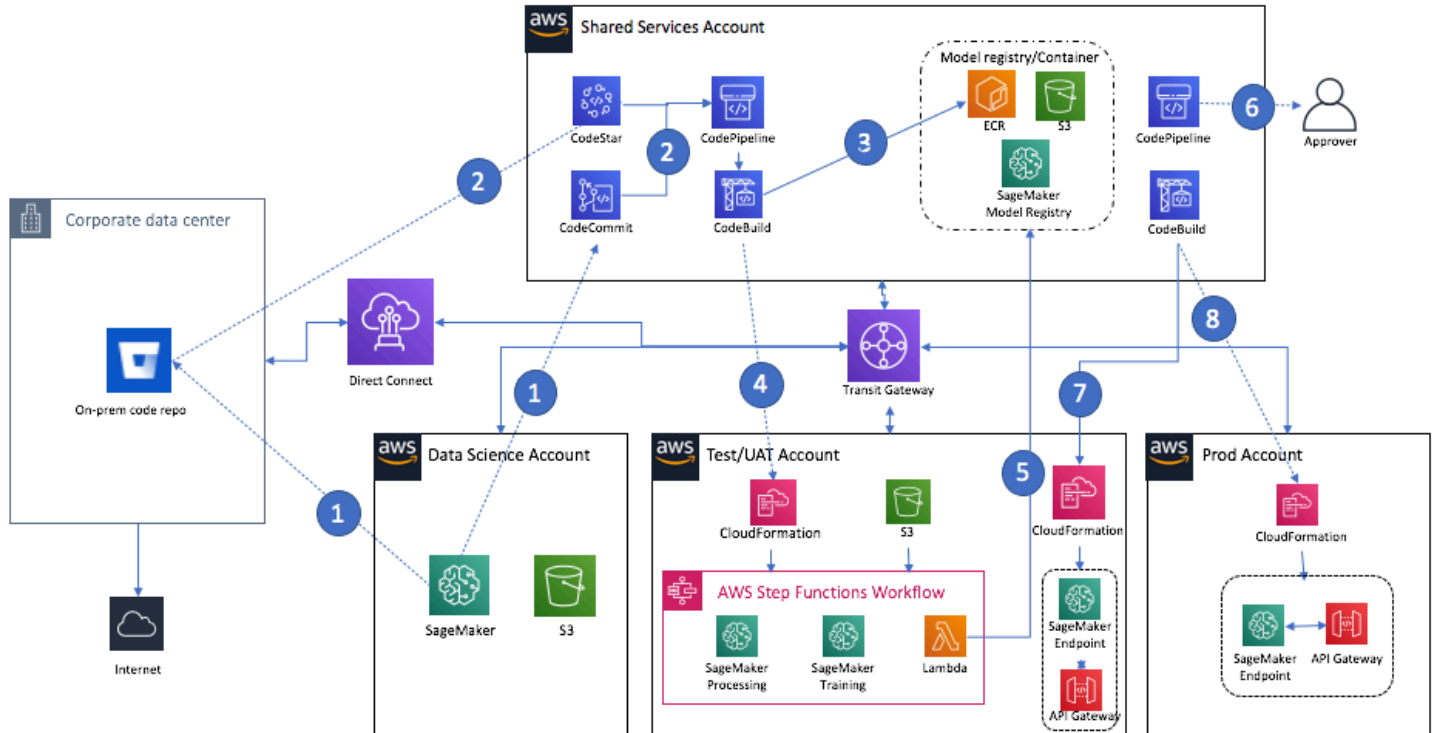 aws
Shared Services Account
Model registry/Container
CodeStar
CodePipeline
ECR
S3
CodePipeline
6
Approver
2
3
2
SageMaker
Model Registry
CodeCommit
CodeBuild
CodeBuild
Corporate data center
8
On-prem code repo
Direct Connect
1
4
Transit Gateway
7
aws
Data Science Account
aws
Test/UAT Account
5
aws
Prod Account
1
CloudFormation
S3
CloudFormation
CloudFormation
SageMaker
S3
AWS Step Functions Workflow
SageMaker
Processing
SageMaker
Training
Lambda
SageMaker
Endpoint
API Gateway
SageMaker
Endpoint
API Gateway
Internet